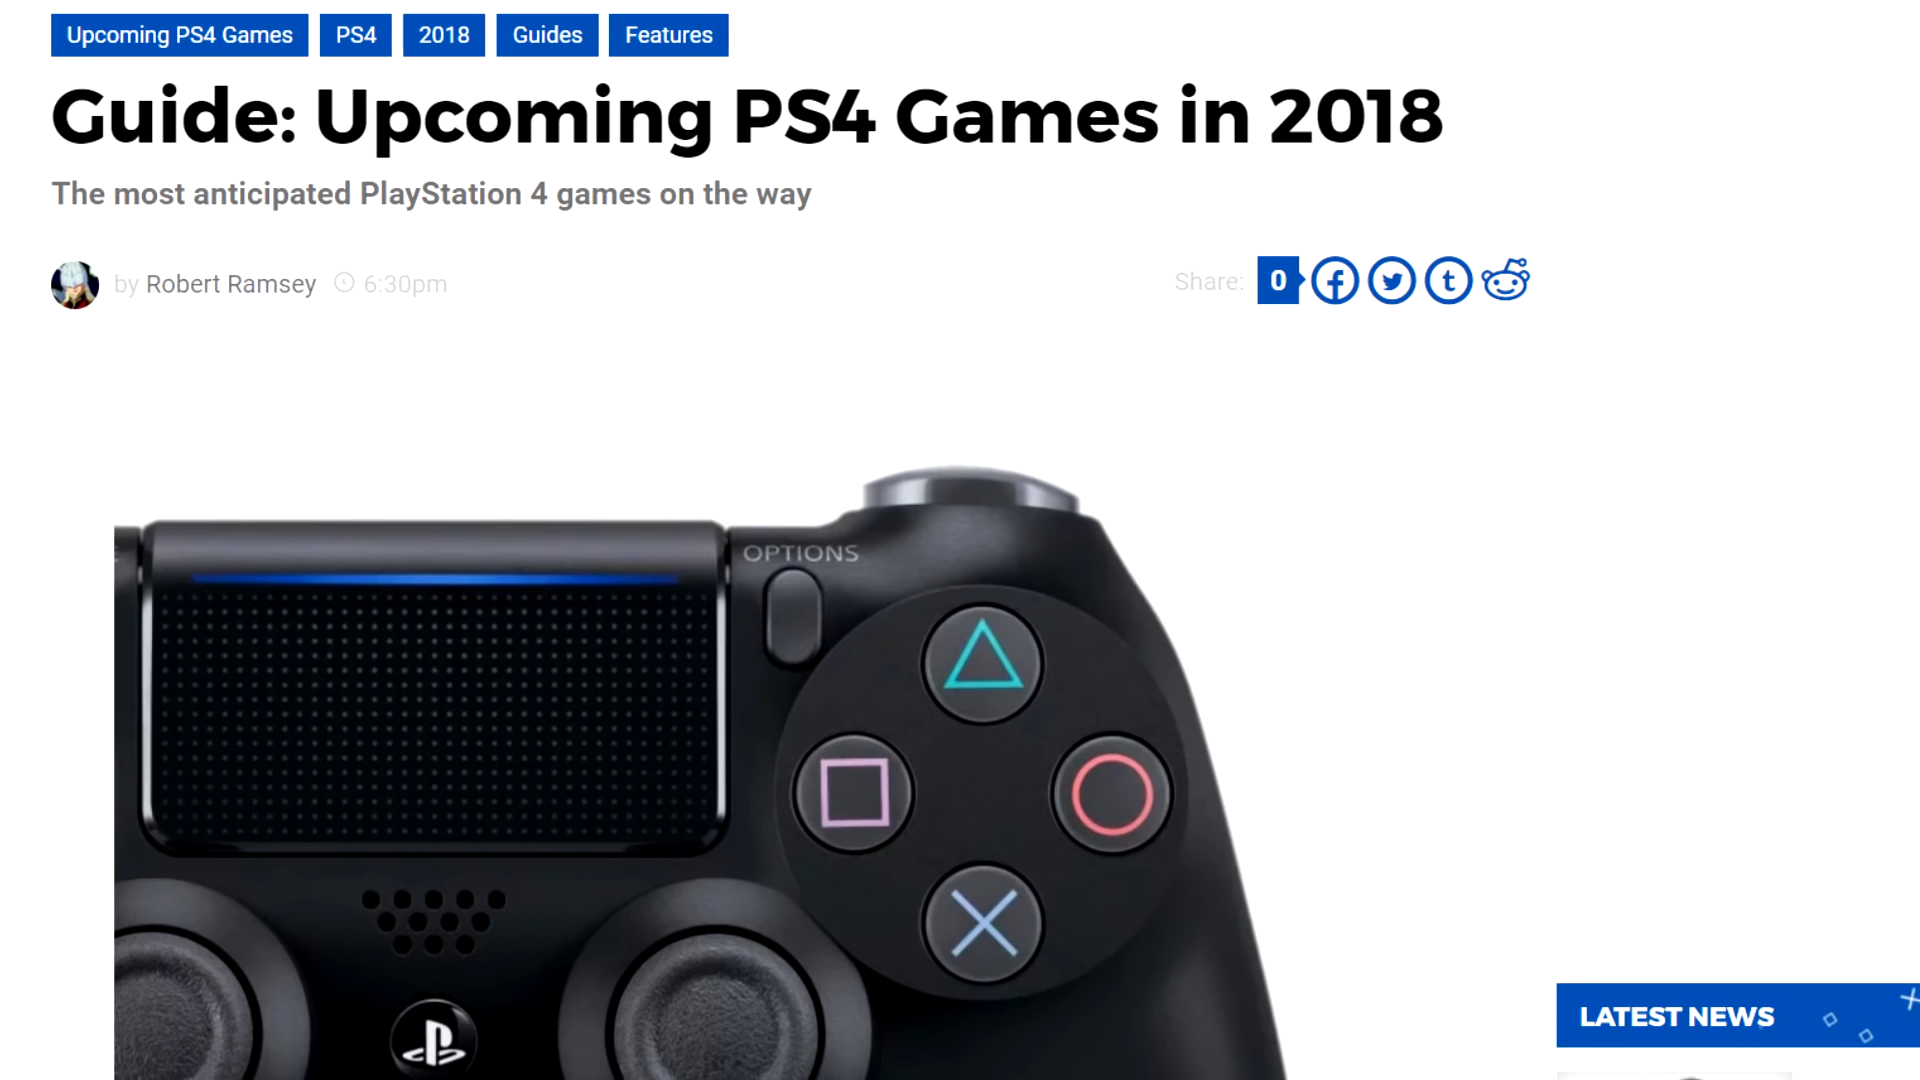 Upcoming PS4 Games PS4 2018 Guides Features
Guide: Upcoming PS4 Games in 2018
The most anticipated PlayStation 4 games on the way
by Robert Ramsey 6:30pm
Share: 0
OPTIONS
LATEST NEWS